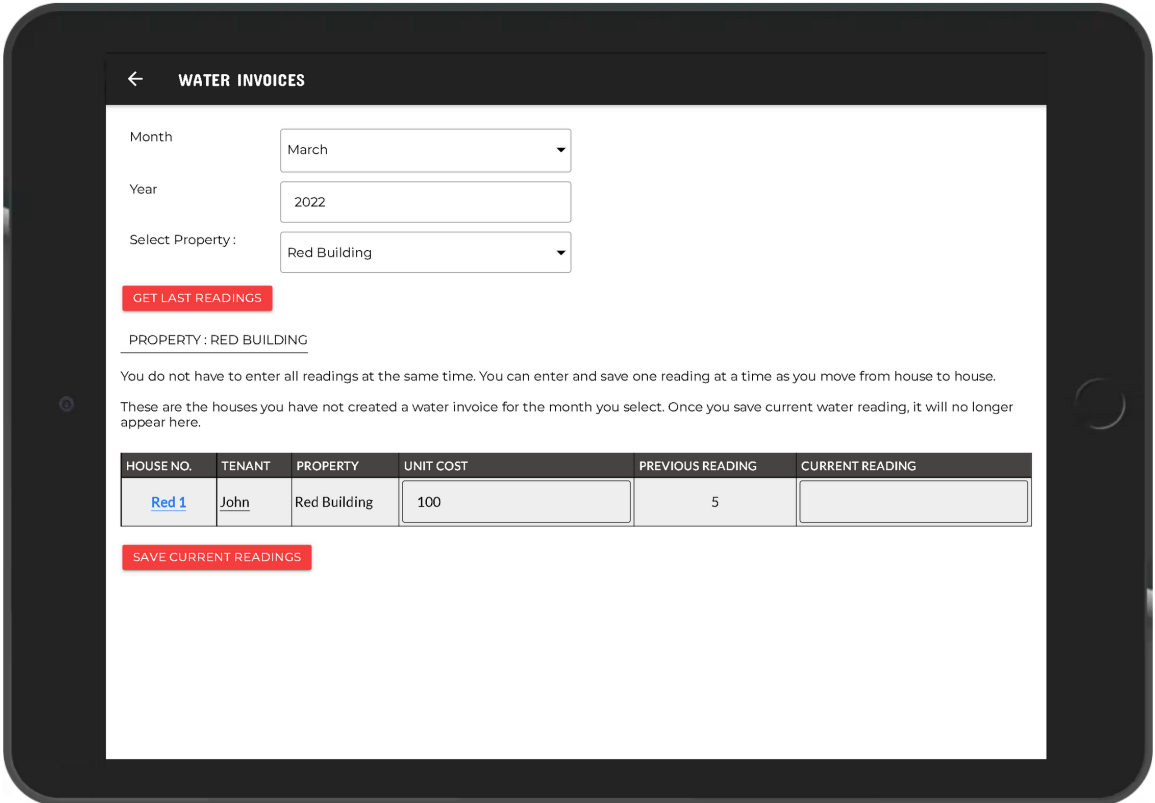 WATER INVOICES
Month
March
Year
2022
Select Property :
Red Building
GET LAST READINGS
PROPERTY : RED BUILDING
You do not have to enter all readings at the same time. You can enter and save one reading at a time as you move from house to house.
These are the houses you have not created a water invoice for the month you select. Once you save current water reading, it will no longer
appear here.
HOUSE NO. TENANT PROPERTY UNIT COST PREVIOUS READING CURRENT READING
Red 1 John Red Building 100 5
SAVE CURRENT READINGS